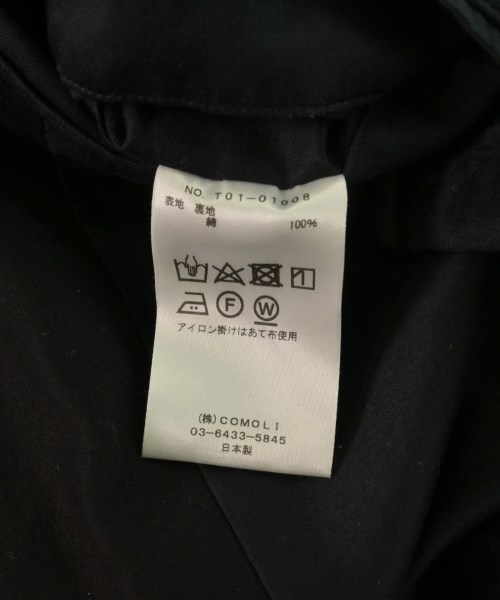 NO. T01-01008
表地 裏地
綿 100%
F W
アイロン掛けはあて布使用
(株) COMOLI
03-6433-5845
日本製